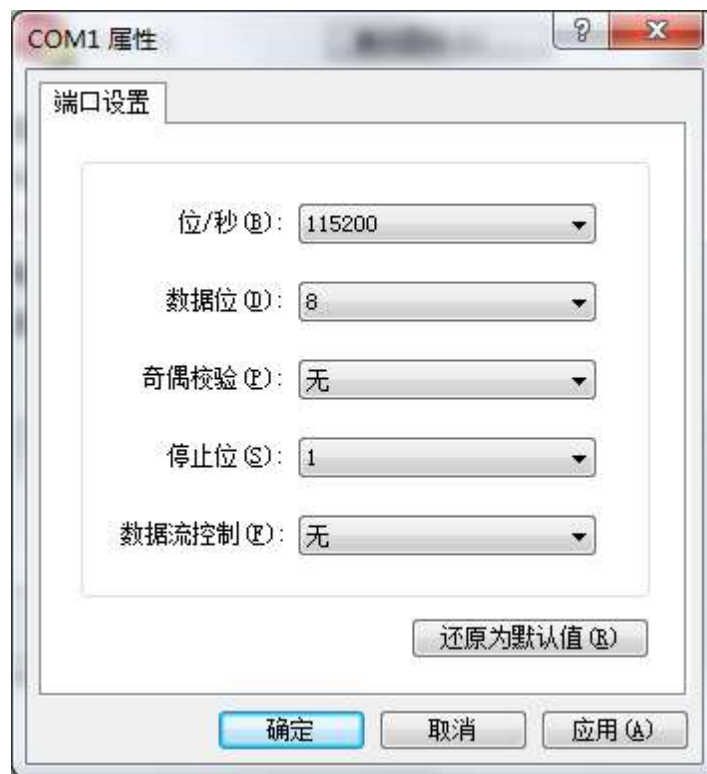 COM1 属性
端口设置
位/秒(B): 115200
数据位(D): 8
奇偶校验(P): 无
停止位(S): 1
数据流控制(F): 无
还原为默认值(R)
确定 取消 应用(A)